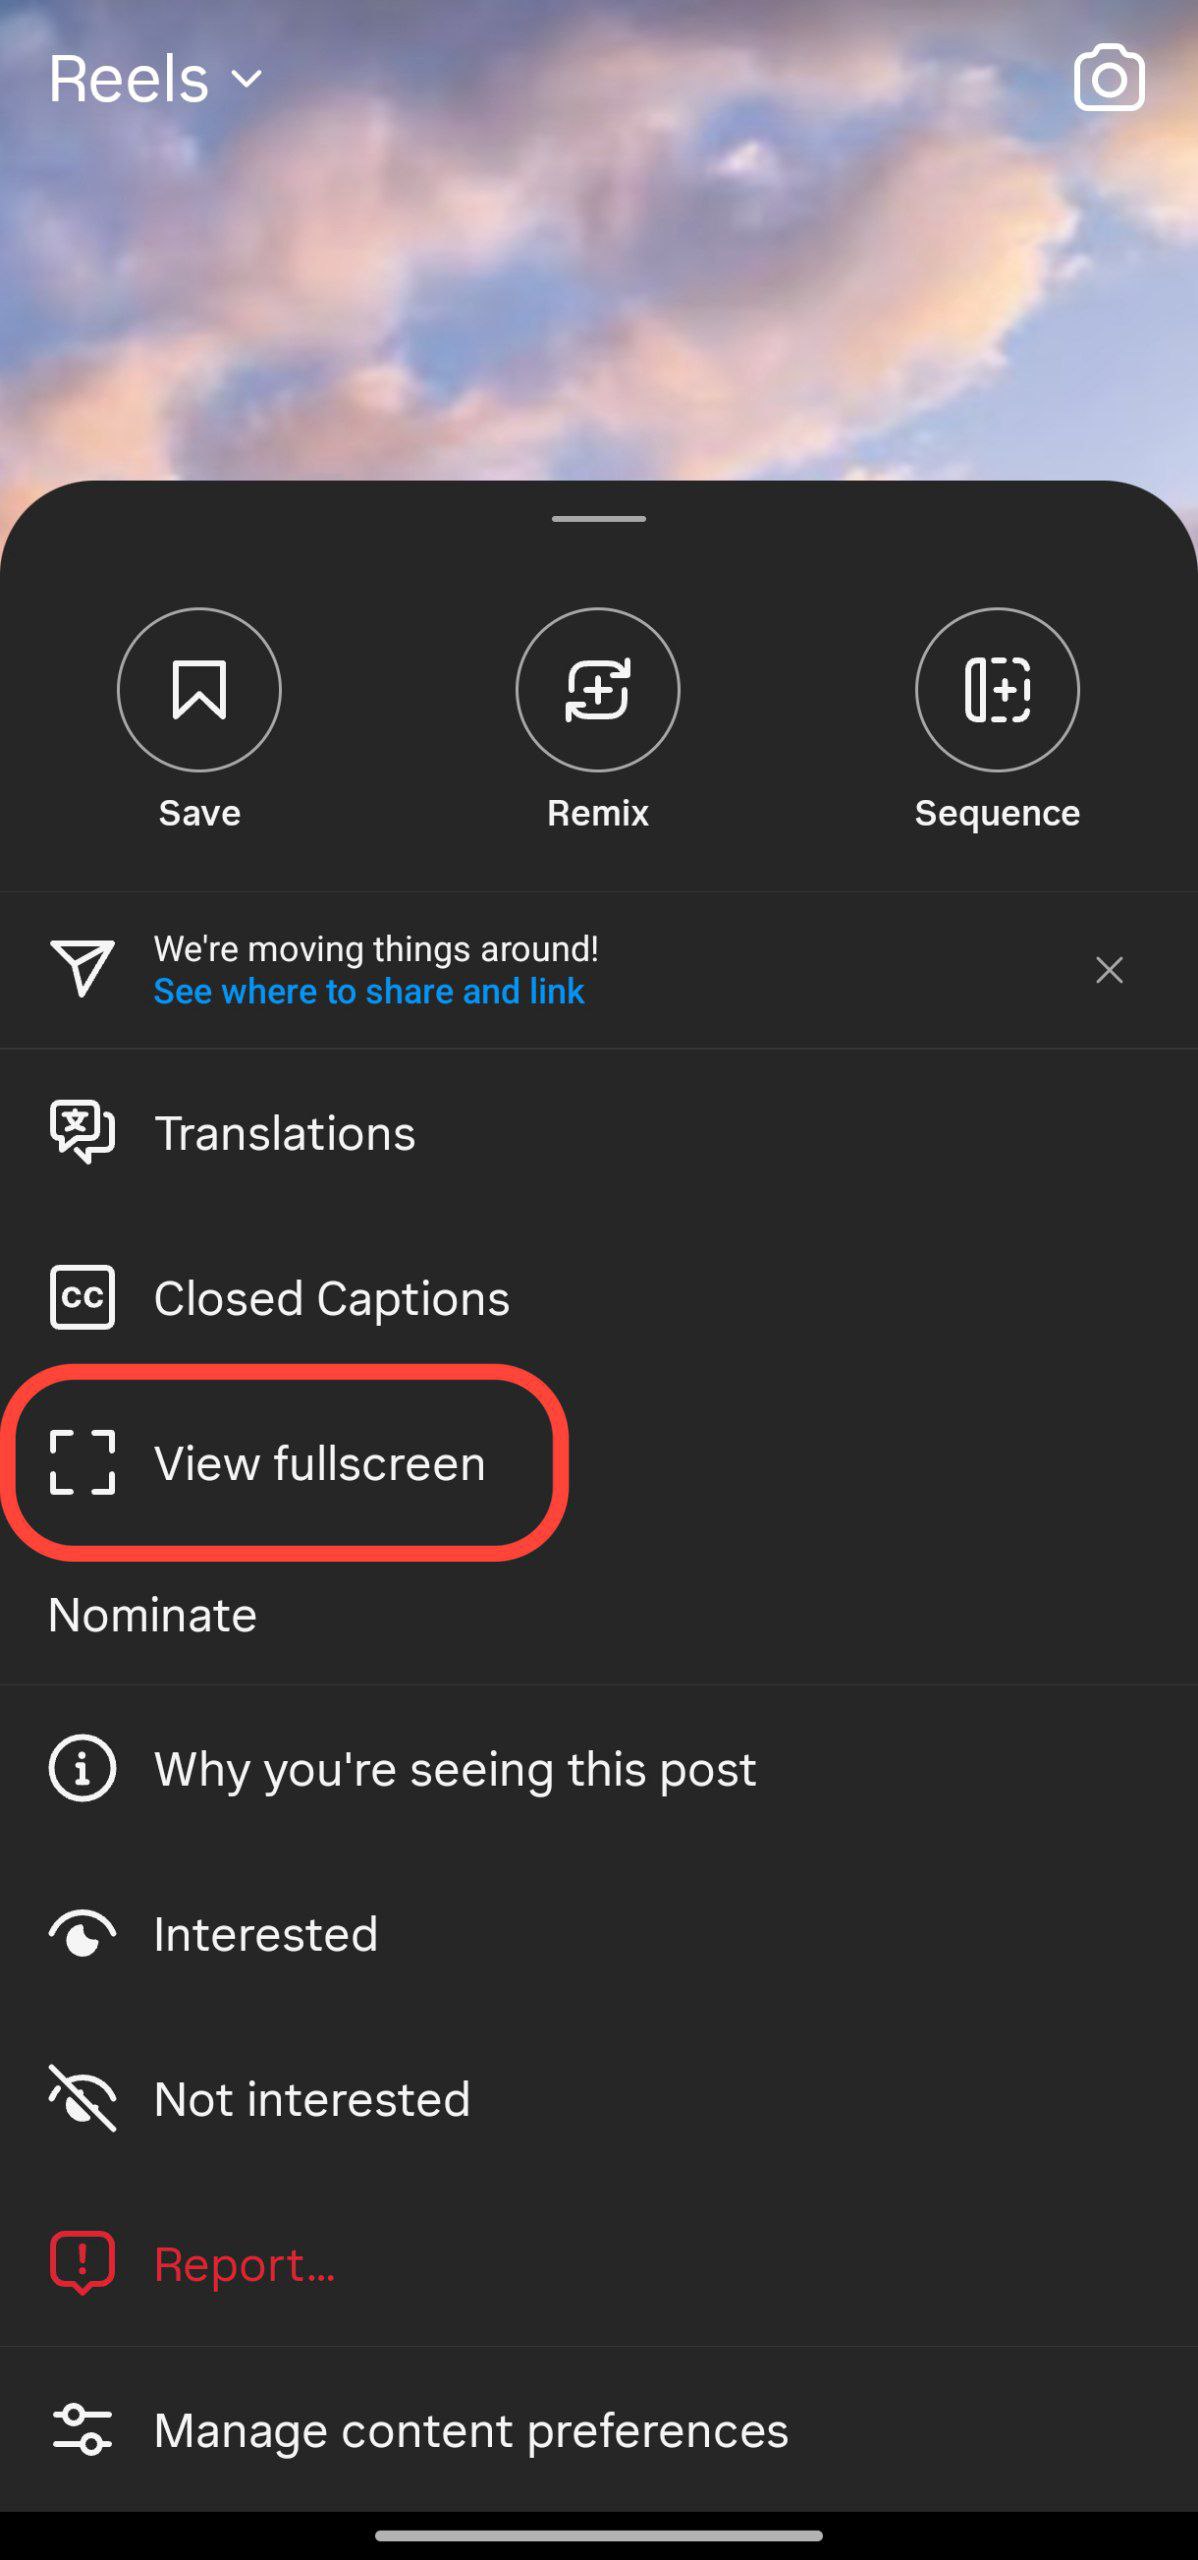 Reels
Save
Remix
Sequence
We're moving things around!
See where to share and link
Translations
CC
Closed Captions
View fullscreen
Nominate
Why you're seeing this post
Interested
Not interested
Report...
Manage content preferences